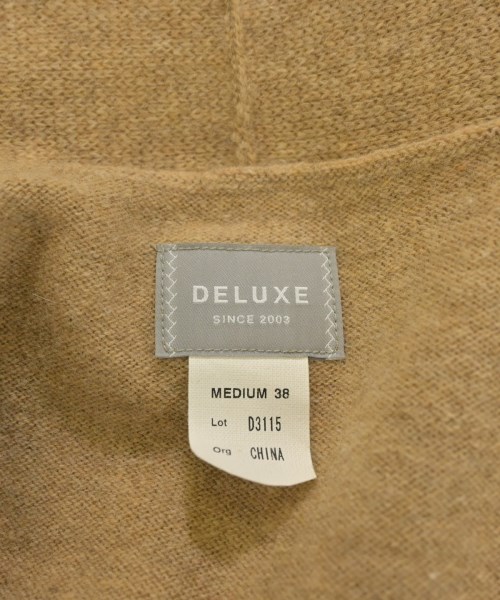 DELUXE
SINCE 2003
MEDIUM 38
Lot D3115
Org CHINA